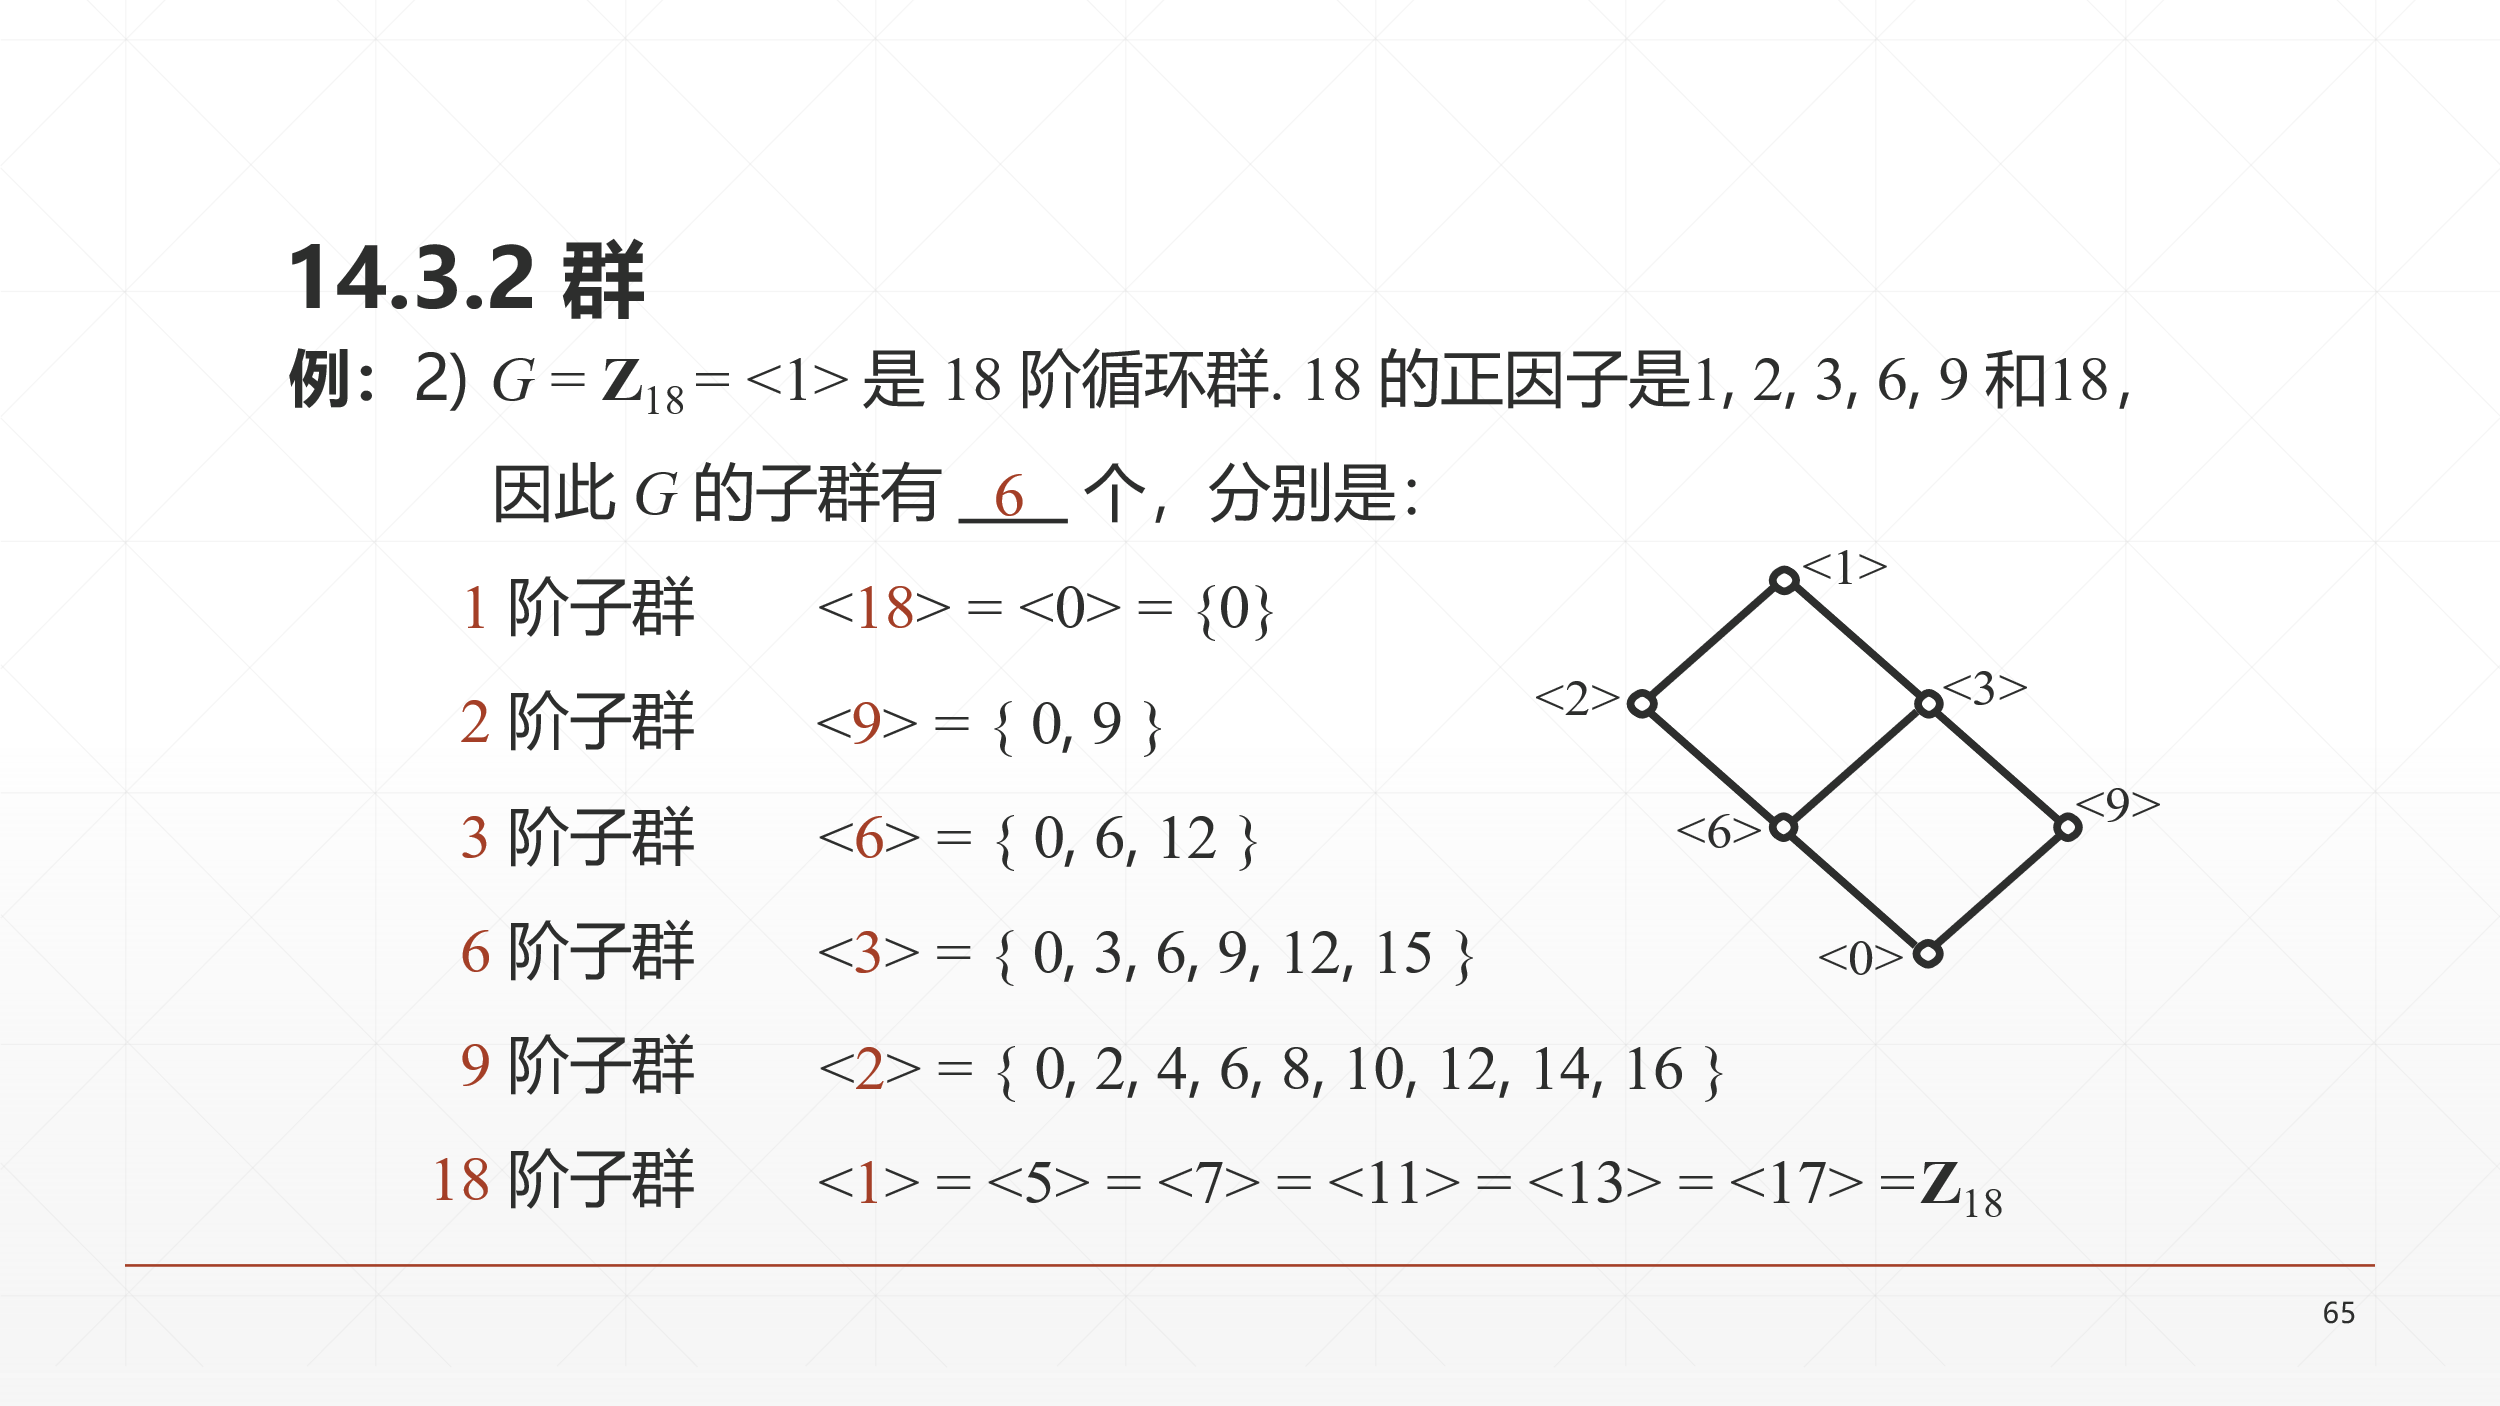 14.3.2 群
例：2) G = Z18 = <1> 是 18 阶循环群. 18 的正因子是1, 2, 3, 6, 9 和18 ,
因此 G 的子群有 6 个，分别是：
1 阶子群 <18> = <0> = {0}
2 阶子群 <9> = { 0, 9 }
3 阶子群 <6> = { 0, 6, 12 }
6 阶子群 <3> = { 0, 3, 6, 9, 12, 15 }
9 阶子群 <2> = { 0, 2, 4, 6, 8, 10, 12, 14, 16 }
18 阶子群 <1> = <5> = <7> = <11> = <13> = <17> =Z18
<1>
<2>
<3>
<6>
<9>
<0>
65